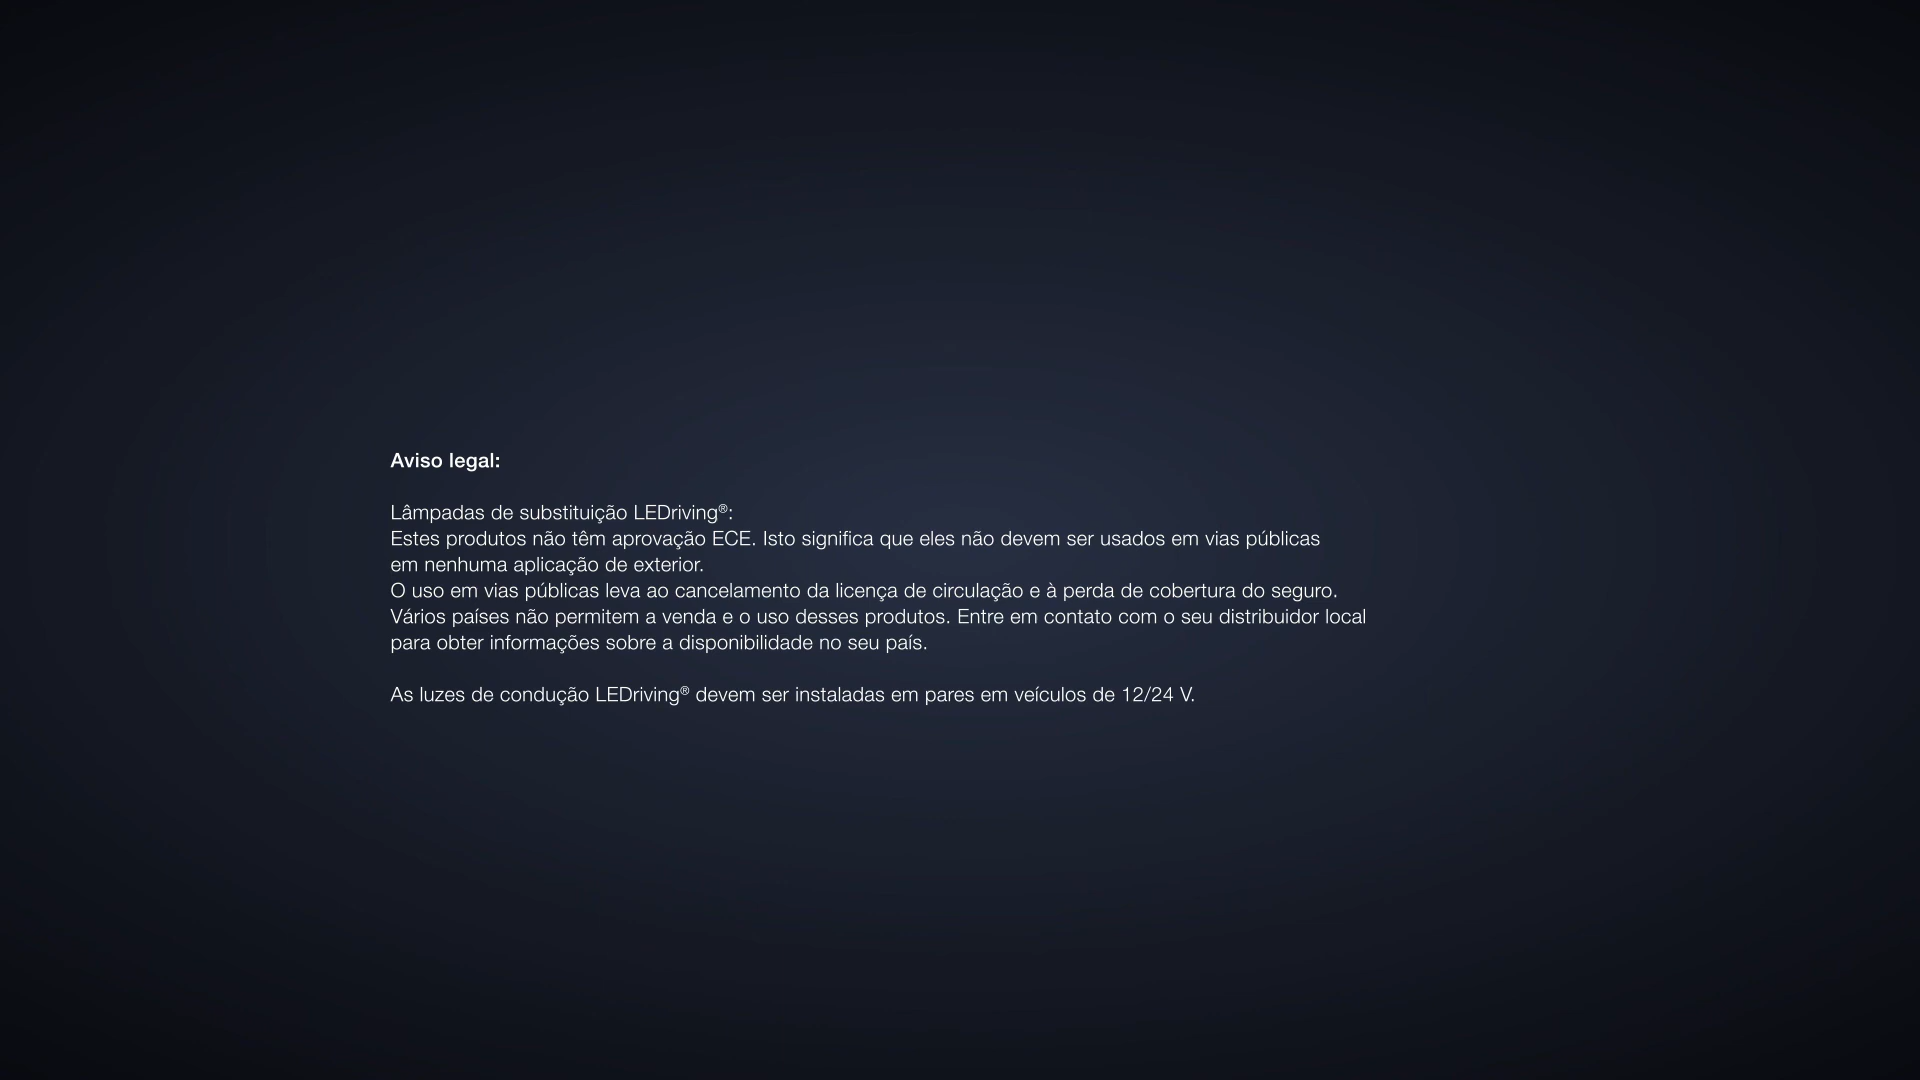 Aviso legal:
Lâmpadas de substituição LEDriving®:
Estes produtos não têm aprovação ECE. Isto significa que eles não devem ser usados em vias públicas
em nenhuma aplicação de exterior.
O uso em vias públicas leva ao cancelamento da licença de circulação e à perda de cobertura do seguro.
Vários países não permitem a venda e o uso desses produtos. Entre em contato com o seu distribuidor local
para obter informações sobre a disponibilidade no seu país.
As luzes de condução LEDriving® devem ser instaladas em pares em veículos de 12/24 V.